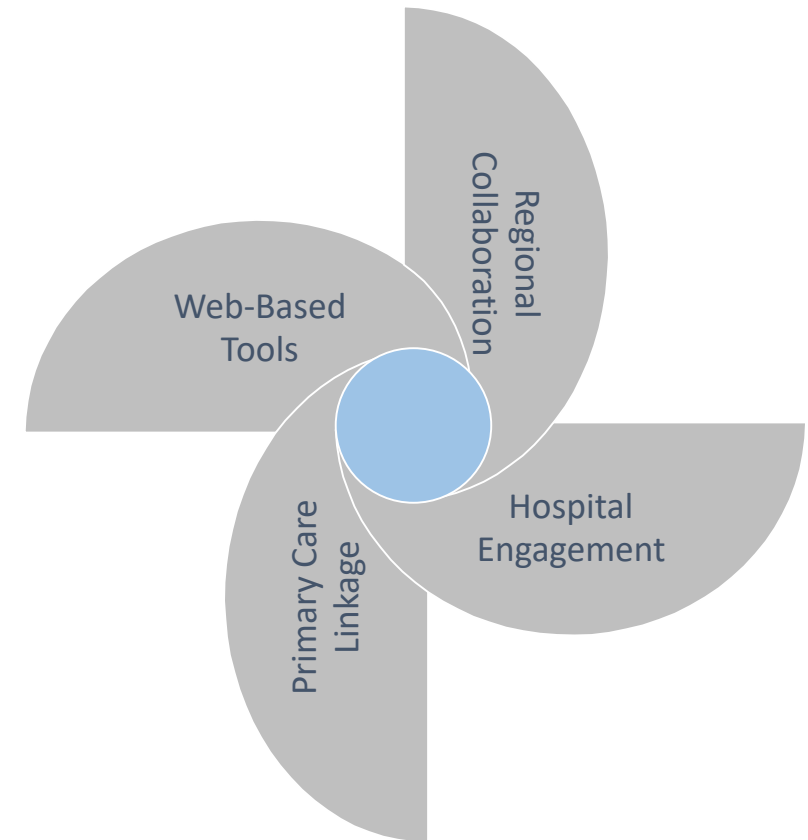 Regional
Collaboration
Web-Based
Tools
Hospital
Engagement
Primary Care
Linkage